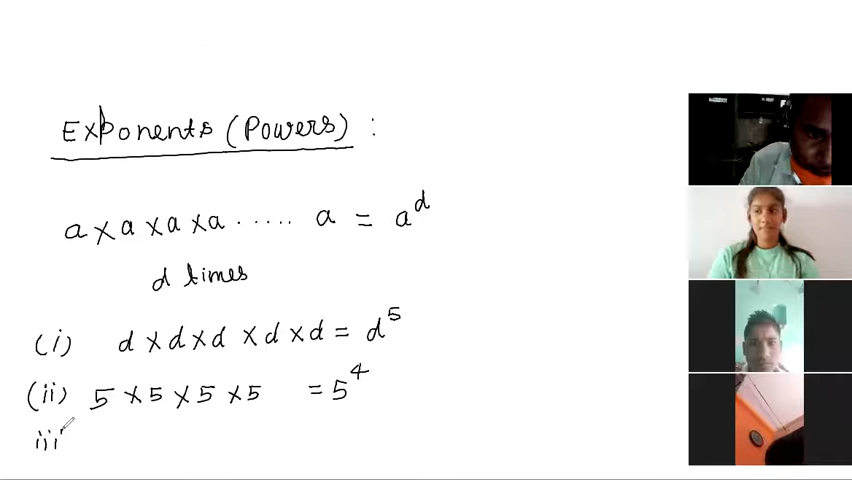 Exponents (Powers) :
a × a × a × a ..... a = a^d
d times
(i) d × d × d × d × d = d^5
(ii) 5 × 5 × 5 × 5 = 5^4
iii